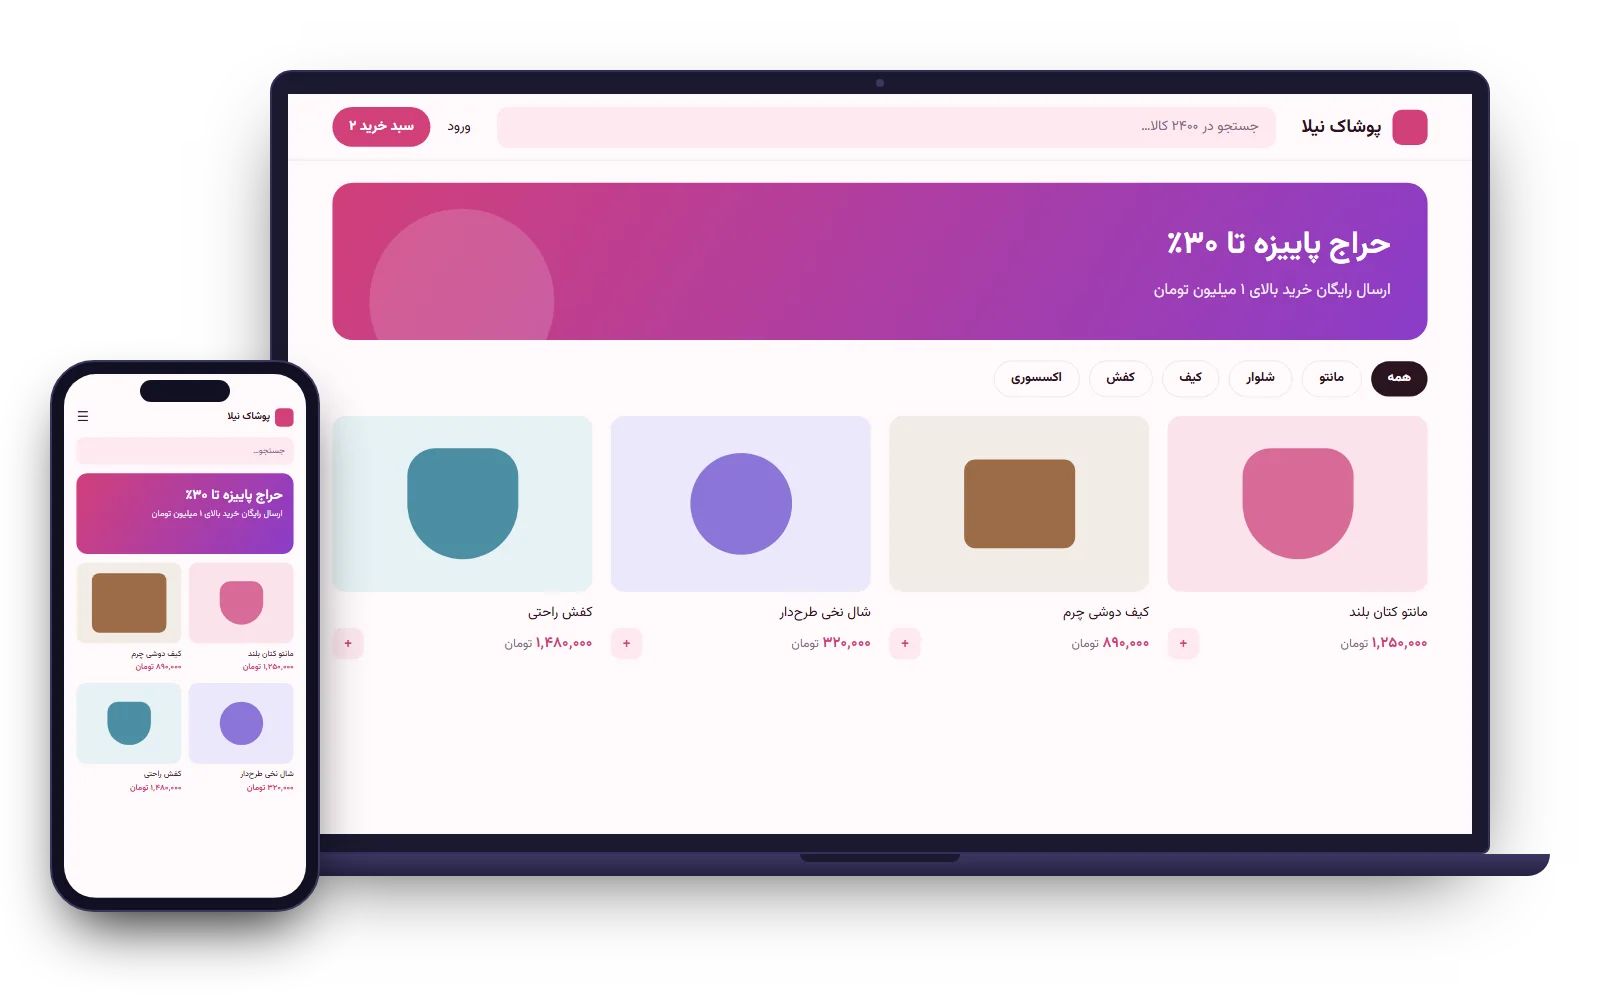 پوشاک نیلا
جستجو در ۲۴۰۰ کالا...
ورود
سبد خرید ۲
حراج پاییزه تا ۳۰٪
ارسال رایگان خرید بالای ۱ میلیون تومان
همه
مانتو
شلوار
کیف
کفش
اکسسوری
مانتو کتان بلند
۱,۲۵۰,۰۰۰ تومان
+
کیف دوشی چرم
۸۹۰,۰۰۰ تومان
+
شال نخی طرح‌دار
۳۲۰,۰۰۰ تومان
+
کفش راحتی
۱,۴۸۰,۰۰۰ تومان
+
پوشاک نیلا
جستجو...
حراج پاییزه تا ۳۰٪
ارسال رایگان خرید بالای ۱ میلیون تومان
مانتو کتان بلند
۱,۲۵۰,۰۰۰ تومان
کیف دوشی چرم
۸۹۰,۰۰۰ تومان
شال نخی طرح‌دار
۳۲۰,۰۰۰ تومان
کفش راحتی
۱,۴۸۰,۰۰۰ تومان